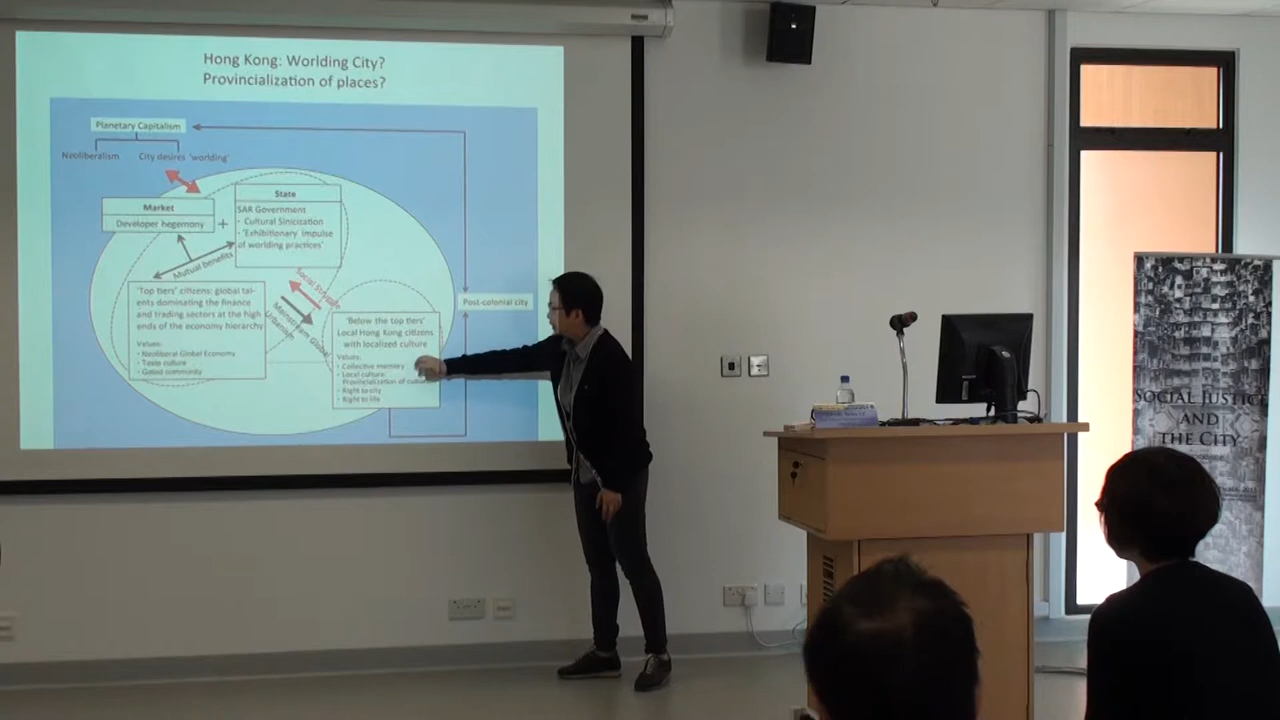 Hong Kong: Worlding City?
Provincialization of places?
Planetary Capitalism
Neoliberalism
City desires 'worlding'
Market
Developer hegemony
+
State
SAR Government
- Cultural Sinicization
- 'Exhibitionary impulse
of worlding practices'
Mutual benefits
Social Struggle
Mainstream Global
Urbanism
'Top tiers' citizens: global tal-
ents dominating the finance
and trading sectors at the high
ends of the economy hierarchy
Values:
- Neoliberal Global Economy
- Taste culture
- Gated community
'Below the top tiers'
Local Hong Kong citizens
with localized culture
Values:
- Collective memory
- Local culture:
Provincialization of
- Right to city
- Right to life
Post-colonial city
SOCIAL JUSTICE
AND
THE CITY